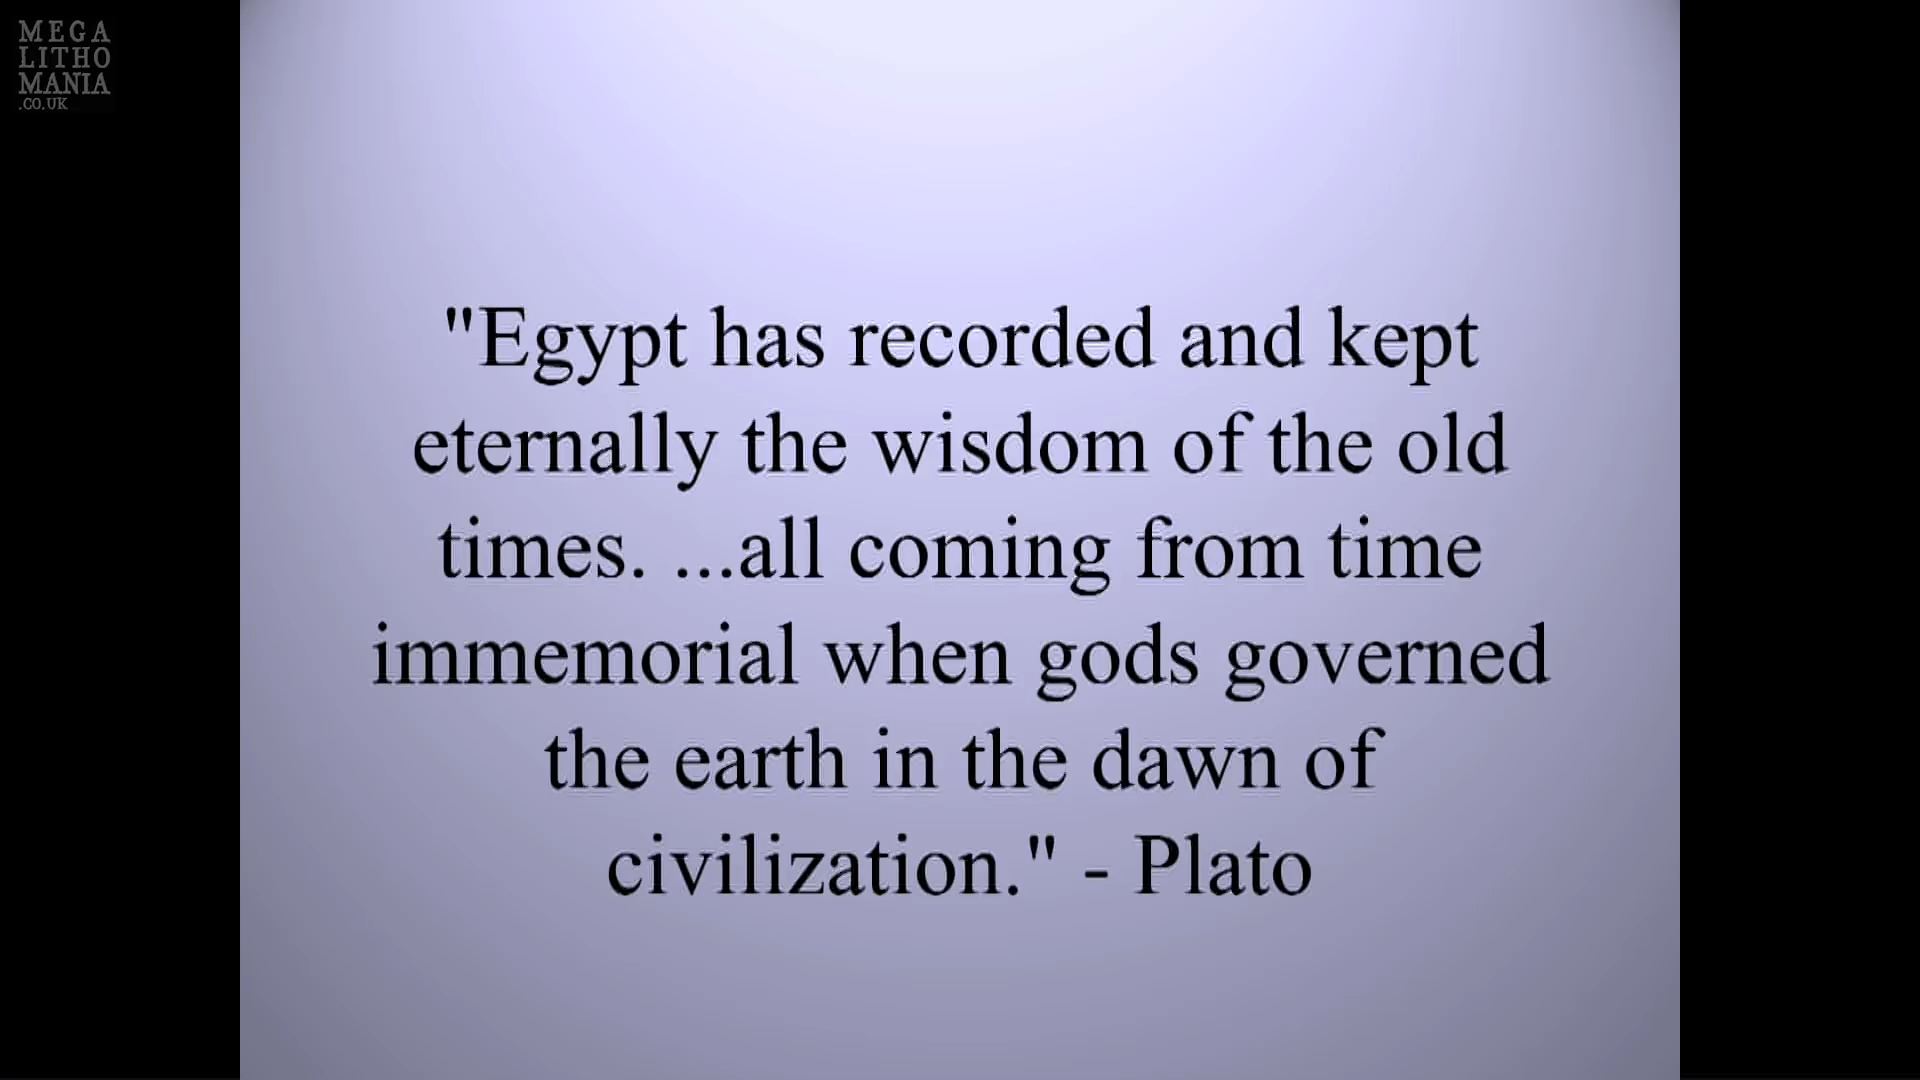 MEGA
LITHO
MANIA
.CO.UK
"Egypt has recorded and kept
eternally the wisdom of the old
times. ...all coming from time
immemorial when gods governed
the earth in the dawn of
civilization." - Plato